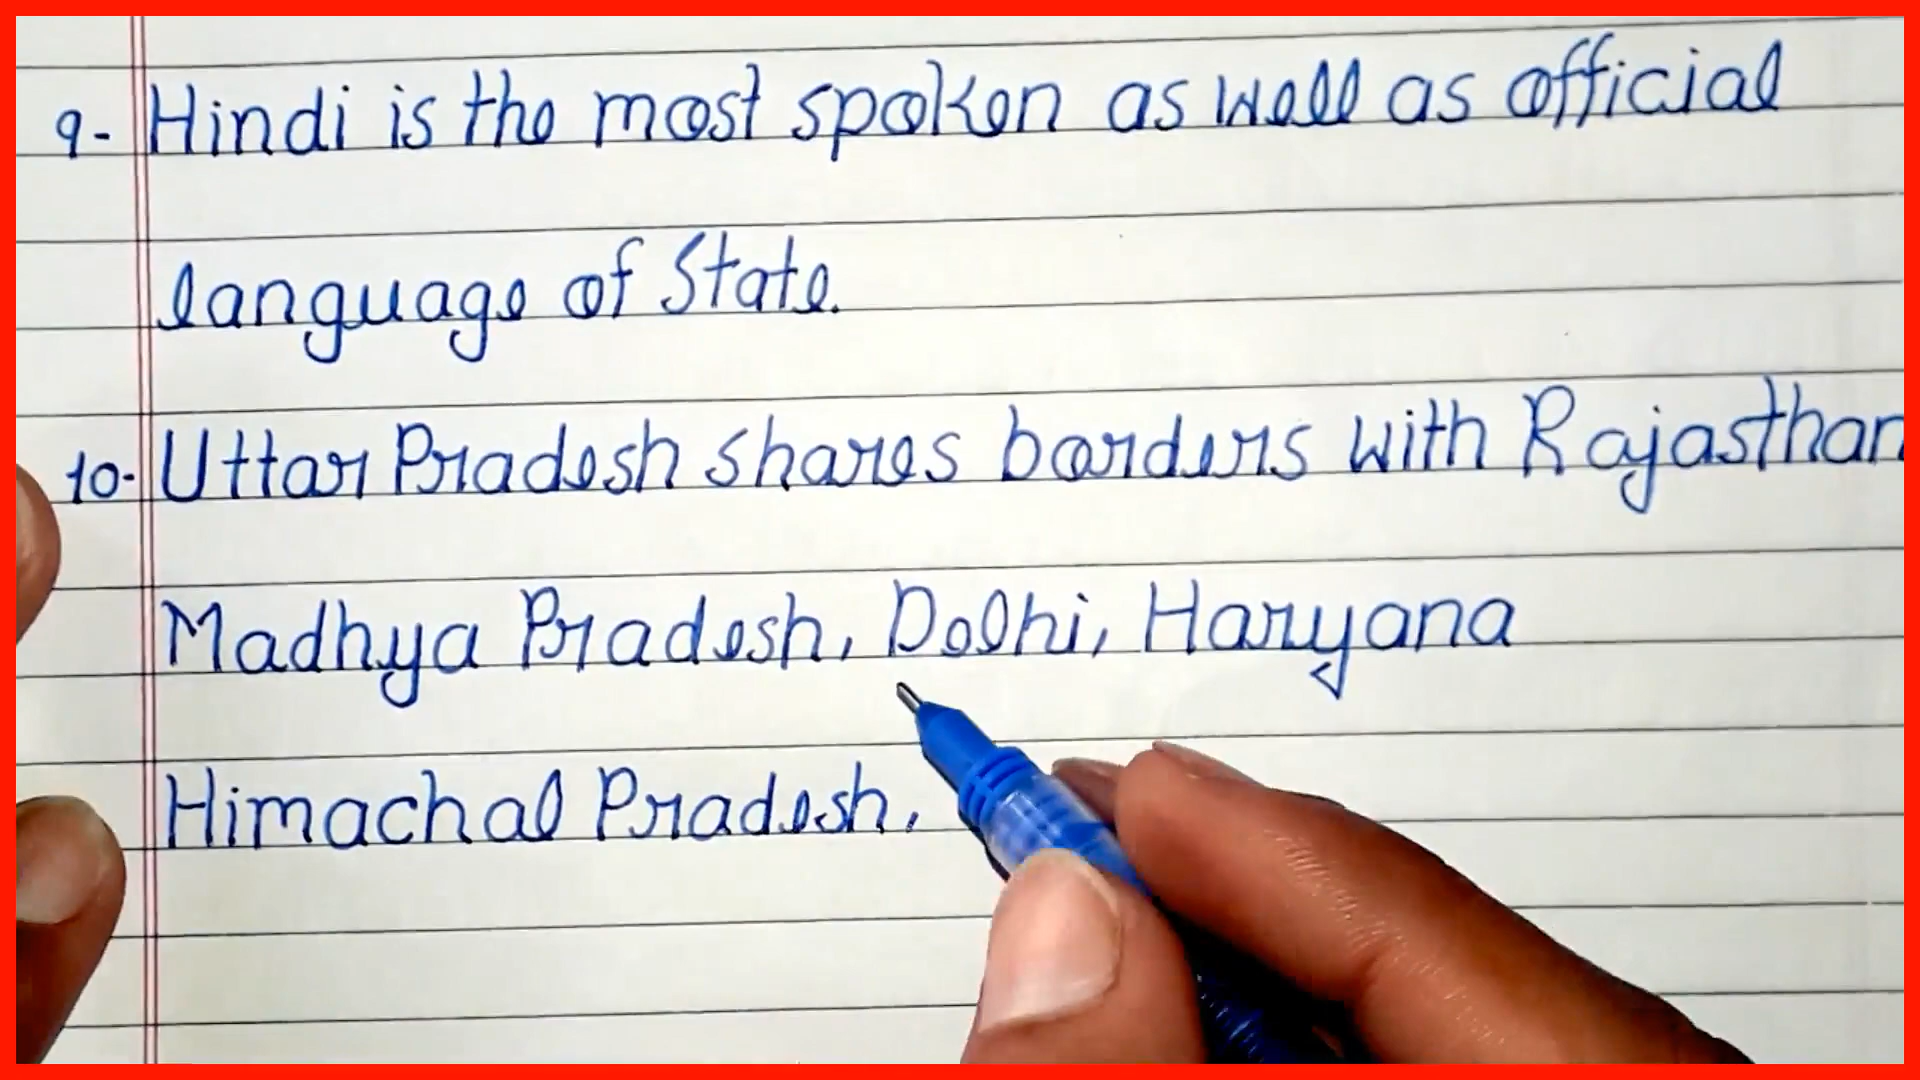 9- Hindi is the most spoken as well as official
language of State.
10- Uttar Pradesh shares borders with Rajasthan
Madhya Pradesh, Delhi, Haryana
Himachal Pradesh,